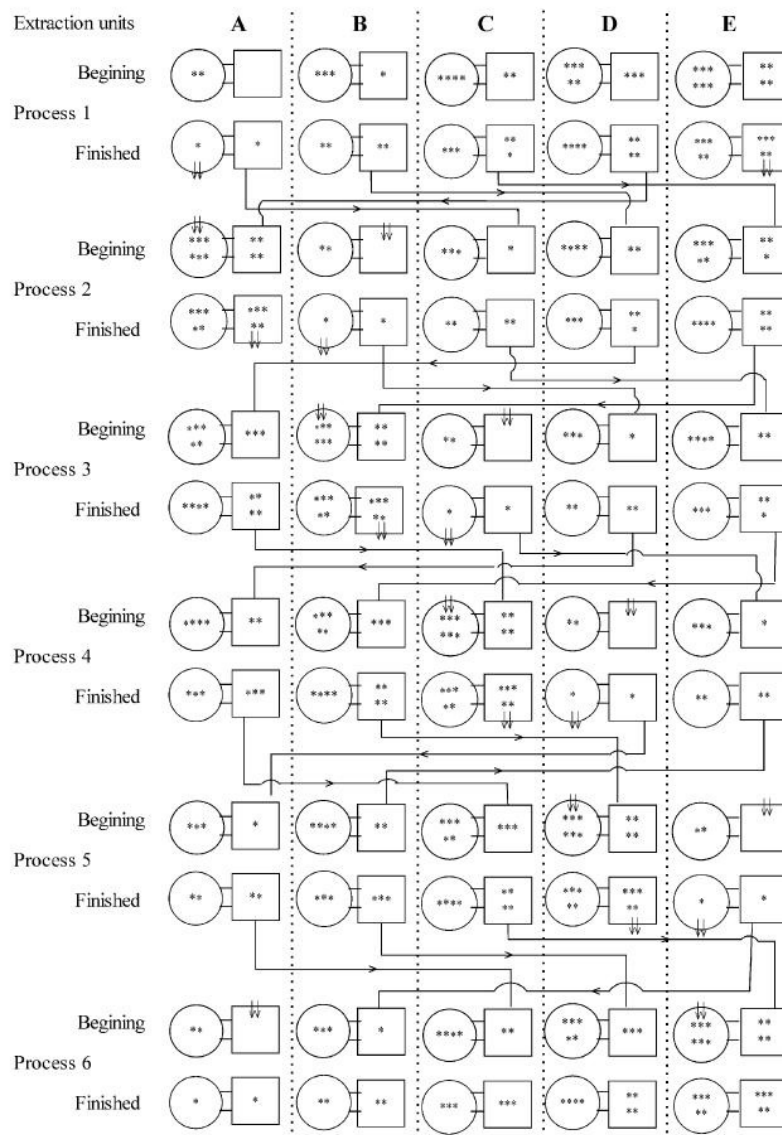 Extraction units A B C D E
Begining
Process 1
Finished
Begining
Process 2
Finished
Begining
Process 3
Finished
Begining
Process 4
Finished
Begining
Process 5
Finished
Begining
Process 6
Finished